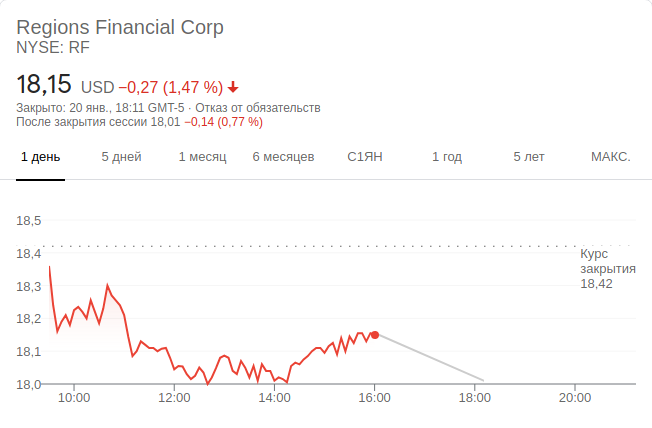 Regions Financial Corp
NYSE: RF
18,15 USD −0,27 (1,47 %)
Закрыто: 20 янв., 18:11 GMT-5 · Отказ от обязательств
После закрытия сессии 18,01 −0,14 (0,77 %)
1 день 5 дней 1 месяц 6 месяцев С1ЯН 1 год 5 лет МАКС.
18,5
18,4
Курс
закрытия
18,42
18,3
18,2
18,1
18,0
10:00 12:00 14:00 16:00 18:00 20:00